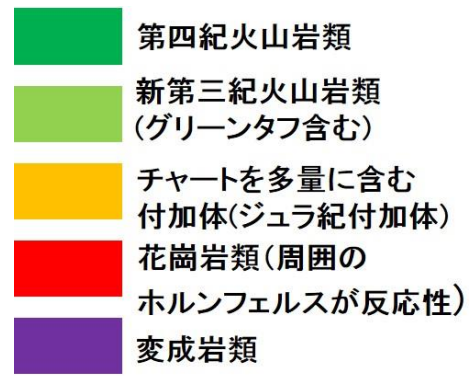 第四紀火山岩類
新第三紀火山岩類
(グリーンタフ含む)
チャートを多量に含む
付加体(ジュラ紀付加体)
花崗岩類(周囲の
ホルンフェルスが反応性)
変成岩類